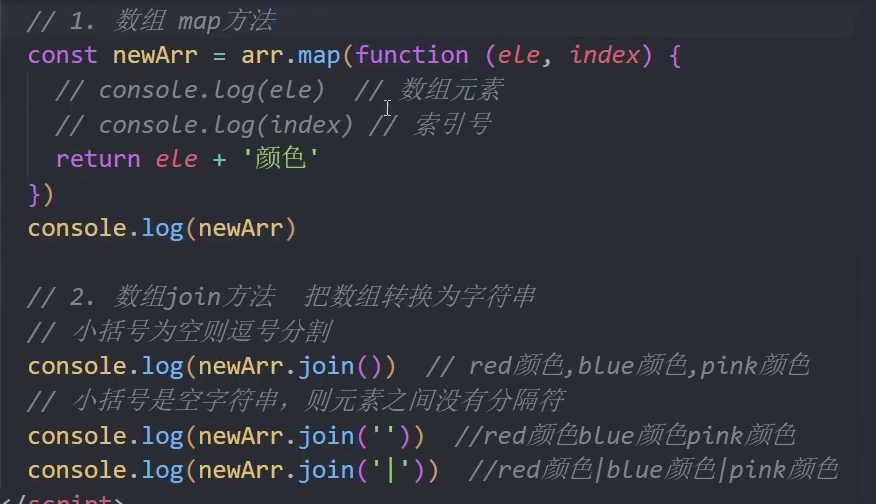 // 1. 数组 map方法
const newArr = arr.map(function (ele, index) {
// console.log(ele)  // 数组元素
// console.log(index) // 索引号
return ele + '颜色'
})
console.log(newArr)
// 2. 数组join方法  把数组转换为字符串
// 小括号为空则逗号分割
console.log(newArr.join())  // red颜色,blue颜色,pink颜色
// 小括号是空字符串，则元素之间没有分隔符
console.log(newArr.join(''))  //red颜色blue颜色pink颜色
console.log(newArr.join('|'))  //red颜色|blue颜色|pink颜色
</script>